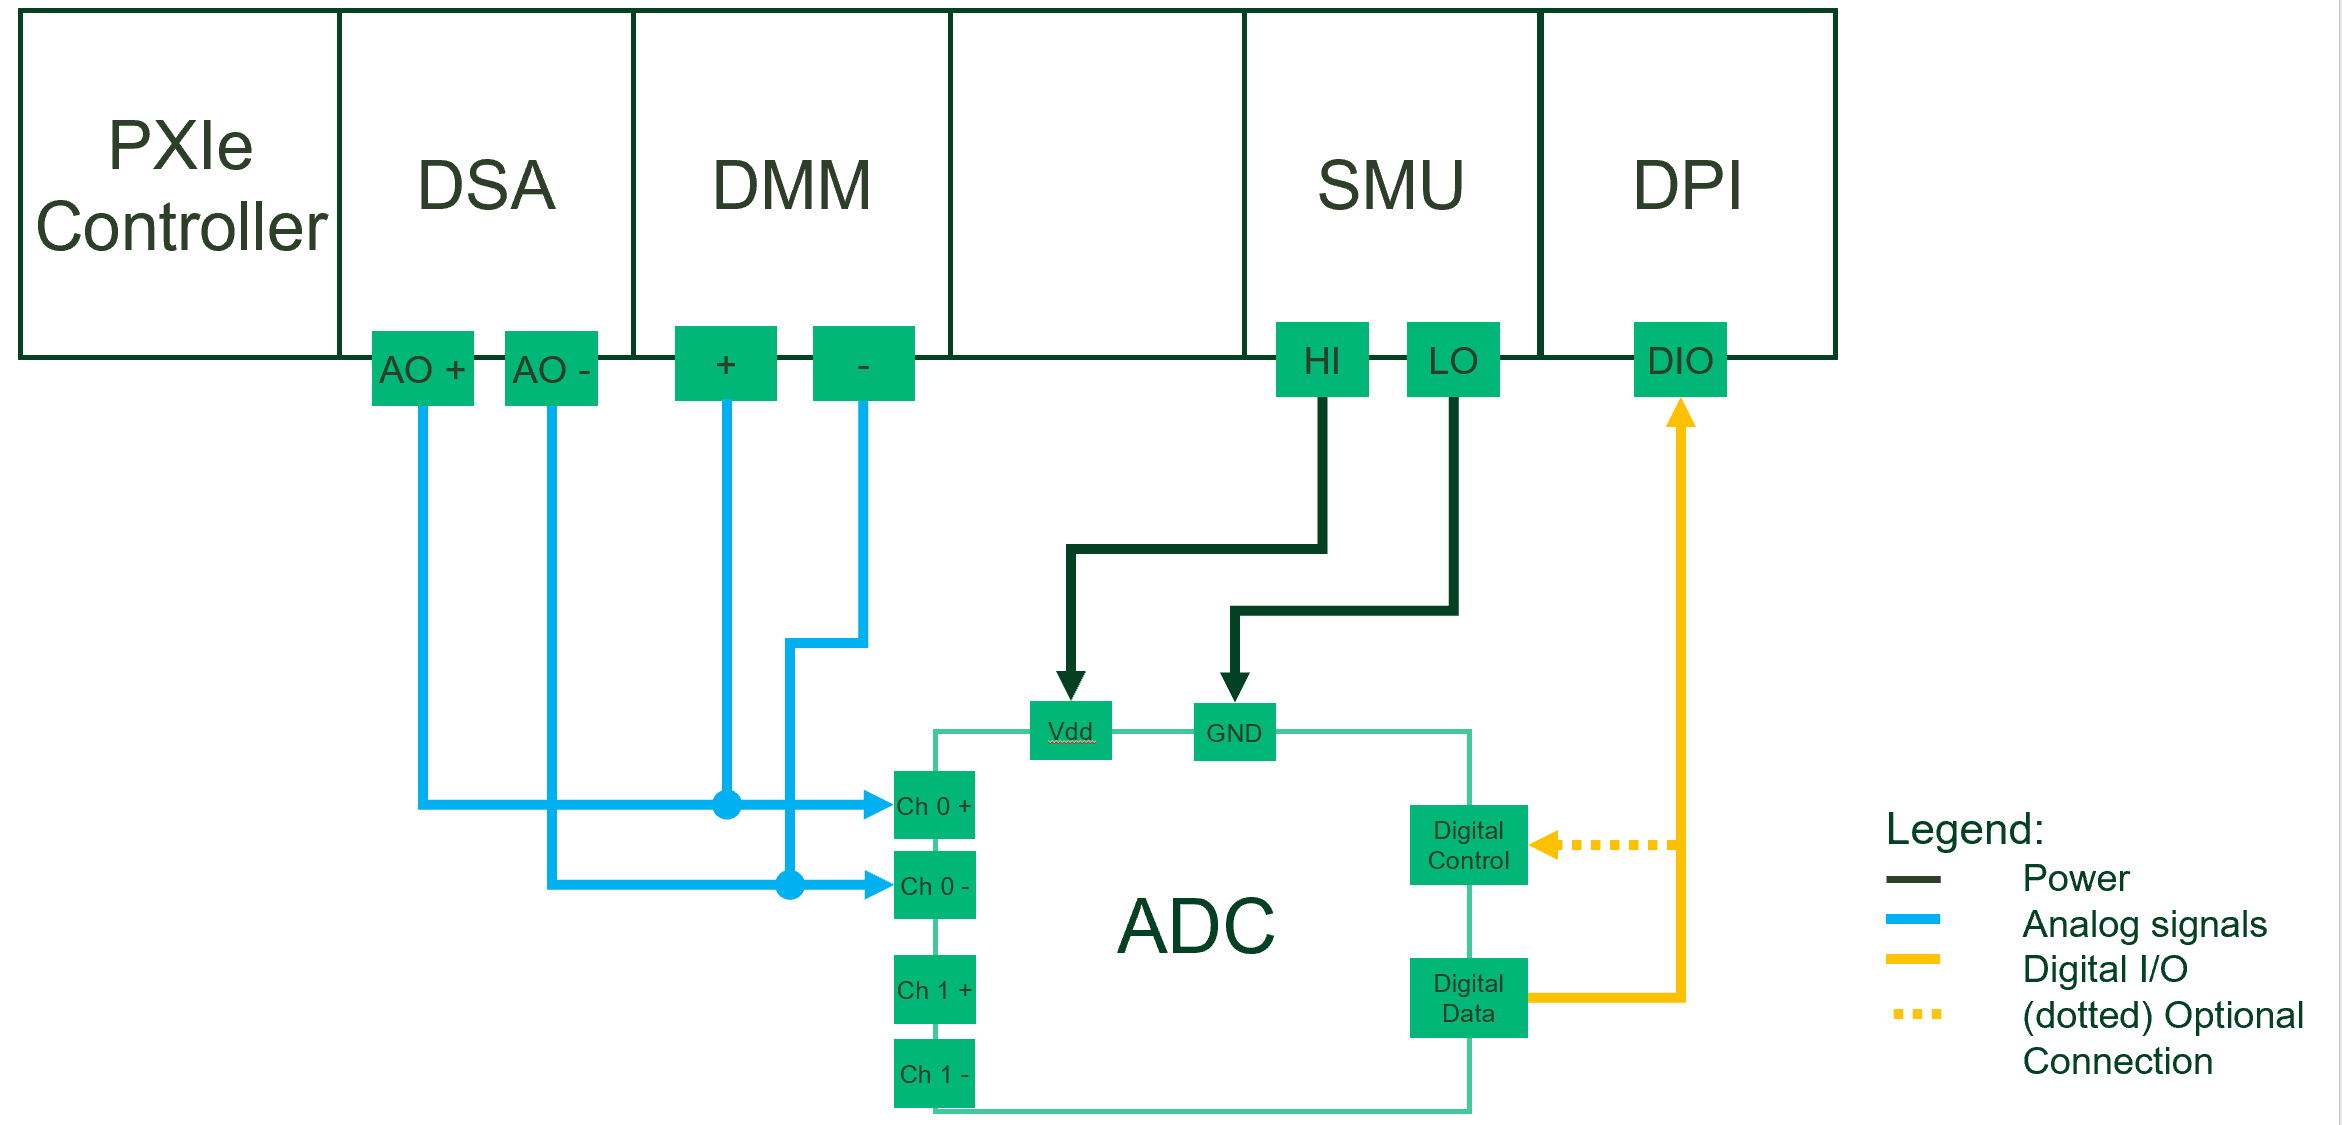 PXIe
Controller
DSA
DMM
SMU
DPI
AO +
AO -
+
-
HI
LO
DIO
Vdd
GND
Ch 0 +
Ch 0 -
Ch 1 +
Ch 1 -
ADC
Digital
Control
Digital
Data
Legend:
Power
Analog signals
Digital I/O
(dotted) Optional
Connection